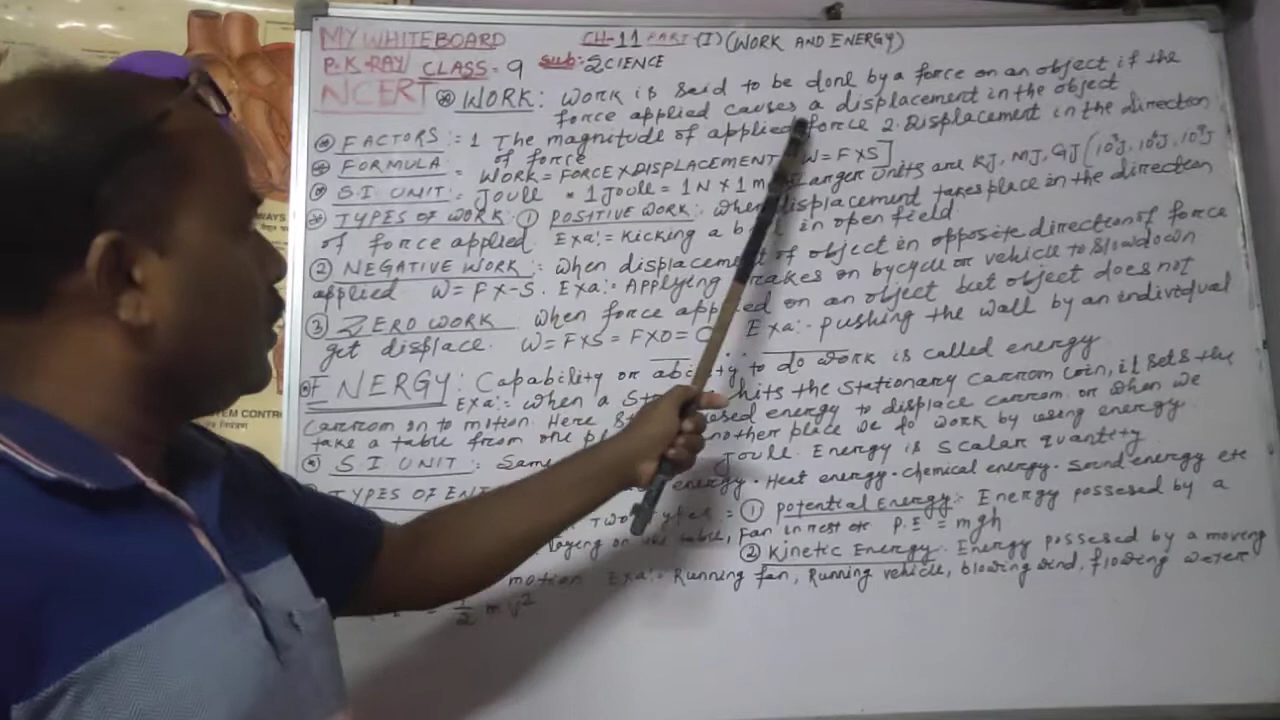 MY WHITEBOARD CH-11 PART (I) (WORK AND ENERGY)
P.K RAY CLASS- 9 Sub:- SCIENCE
NCERT WORK: Work is said to be done by a force on an object if the
force applied causes a displacement in the object
FACTORS := 1 The magnitude of applied force 2. Displacement in the direction
of force
FORMULA = WORK = FORCE X DISPLACEMENT W = F X S]
S.I UNIT: Joule * 1 Joule = 1 N X 1 m Larger units are KJ, MJ, GJ (10³J, 10⁶J, 10⁹J
TYPES OF WORK: ① POSITIVE WORK: when displacement takes place in the direction
of force applied. Exa:= Kicking a in open field.
② NEGATIVE WORK:= when displacement of object in opposite direction of force
applied W= F X -S. Exa:- Applying brakes on bycycle or vehicle to slowdown
③ ZERO WORK when force applied on an object but object does not
get displace. W= F X S = F X 0 = Exa:- pushing the wall by an individual
ENERGY: Capability or ability to do work is called energy
Exa:= when a hits the stationary carrom coin, it sets the
carrom on to motion. Here energy to displace carrom. or when we
take a table from one another place we do work by using energy.
S.I UNIT: Same Joule. Energy is scalar quantity
TYPES OF energy. Heat energy. chemical energy. Sound energy etc
Two types = ① potential Energy:- Energy possesed by a
laying on the table, Fan in rest etc P.E = mgh
② Kinetic Energy. Energy possesed by a moving
motion Exa:- Running fan, Running vehicle, blowing wind, flowing water
= 1/2 m V²
WAYS
STEM CONTR